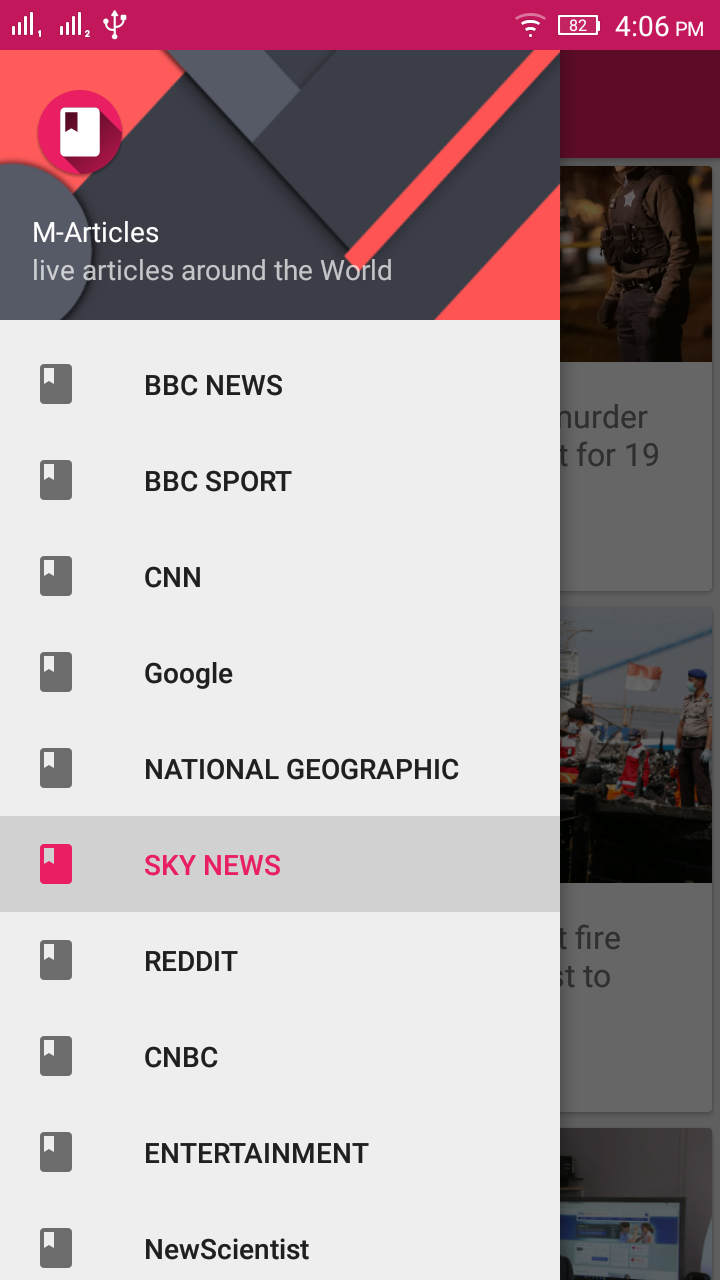 1 2 82 4:06 PM
M-Articles
live articles around the World
BBC NEWS
BBC SPORT
CNN
Google
NATIONAL GEOGRAPHIC
SKY NEWS
REDDIT
CNBC
ENTERTAINMENT
NewScientist
murder
t for 19
t fire
st to